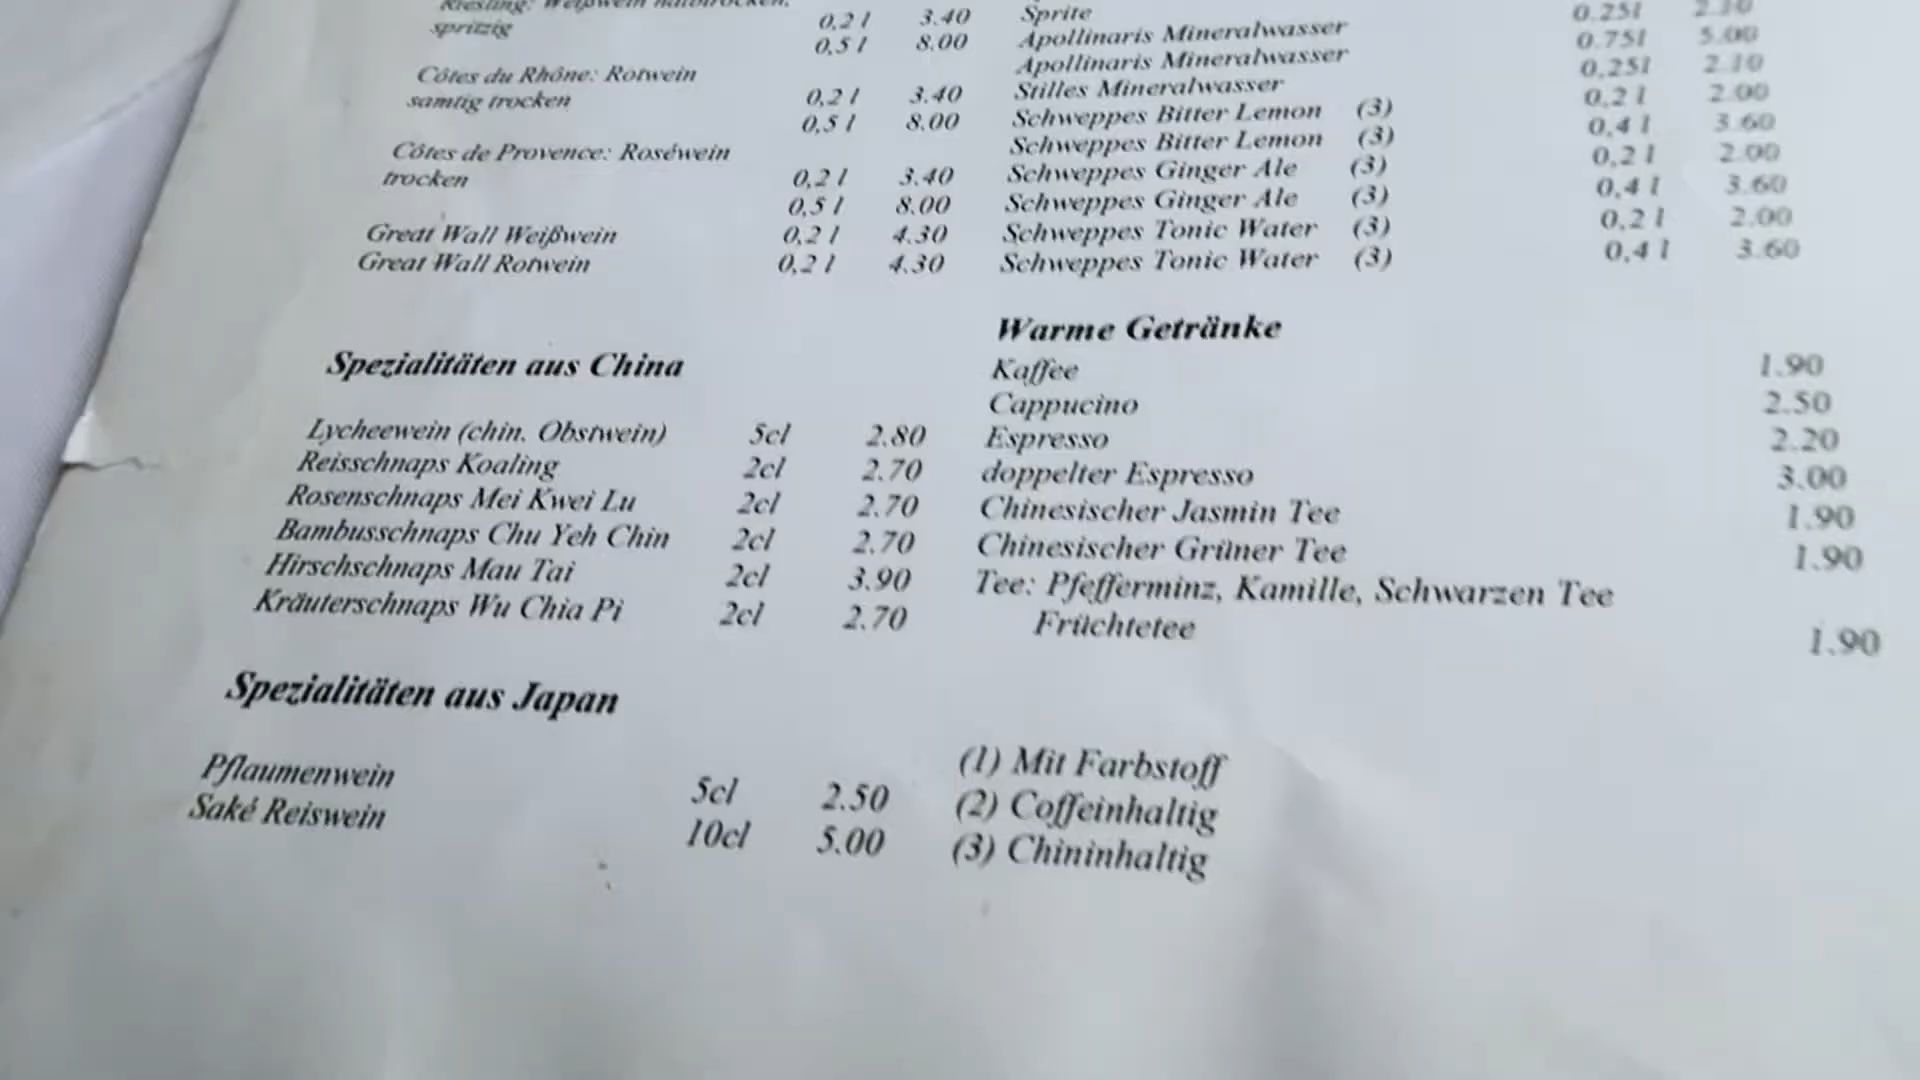 Riesling: Weißwein halbtrocken,
spritzig 0,2 l 3.40
0,5 l 8.00
Côtes du Rhône: Rotwein
samtig trocken 0,2 l 3.40
0,5 l 8.00
Côtes de Provence: Roséwein
trocken 0,2 l 3.40
0,5 l 8.00
Great Wall Weißwein 0,2 l 4.30
Great Wall Rotwein 0,2 l 4.30
Spezialitäten aus China
Lycheewein (chin. Obstwein) 5cl 2.80
Reisschnaps Koaling 2cl 2.70
Rosenschnaps Mei Kwei Lu 2cl 2.70
Bambusschnaps Chu Yeh Chin 2cl 2.70
Hirschschnaps Mau Tai 2cl 3.90
Kräuterschnaps Wu Chia Pi 2cl 2.70
Spezialitäten aus Japan
Pflaumenwein 5cl 2.50
Saké Reiswein 10cl 5.00
Sprite 0.25l
Apollinaris Mineralwasser 0.75l 5.00
Apollinaris Mineralwasser 0,25l 2.10
Stilles Mineralwasser 0,2 l 2.00
Schweppes Bitter Lemon (3) 0,4 l 3.60
Schweppes Bitter Lemon (3) 0,2 l 2.00
Schweppes Ginger Ale (3) 0,4 l 3.60
Schweppes Ginger Ale (3) 0,2 l 2.00
Schweppes Tonic Water (3) 0,4 l 3.60
Schweppes Tonic Water (3)
Warme Getränke
Kaffee 1.90
Cappucino 2.50
Espresso 2.20
doppelter Espresso 3.00
Chinesischer Jasmin Tee 1.90
Chinesischer Grüner Tee 1.90
Tee: Pfefferminz, Kamille, Schwarzen Tee
Früchtetee 1.90
(1) Mit Farbstoff
(2) Coffeinhaltig
(3) Chininhaltig